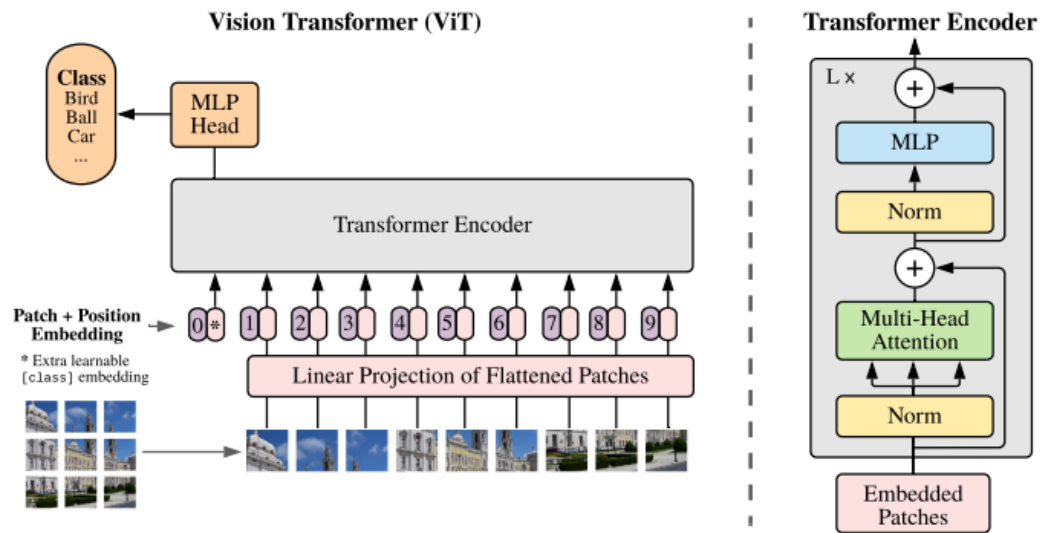 Vision Transformer (ViT)
Class
Bird
Ball
Car
...
MLP
Head
Transformer Encoder
Patch + Position
Embedding
* Extra learnable
[class] embedding
0 * 1 2 3 4 5 6 7 8 9
Linear Projection of Flattened Patches
Transformer Encoder
L ×
+
MLP
Norm
+
Multi-Head
Attention
Norm
Embedded
Patches